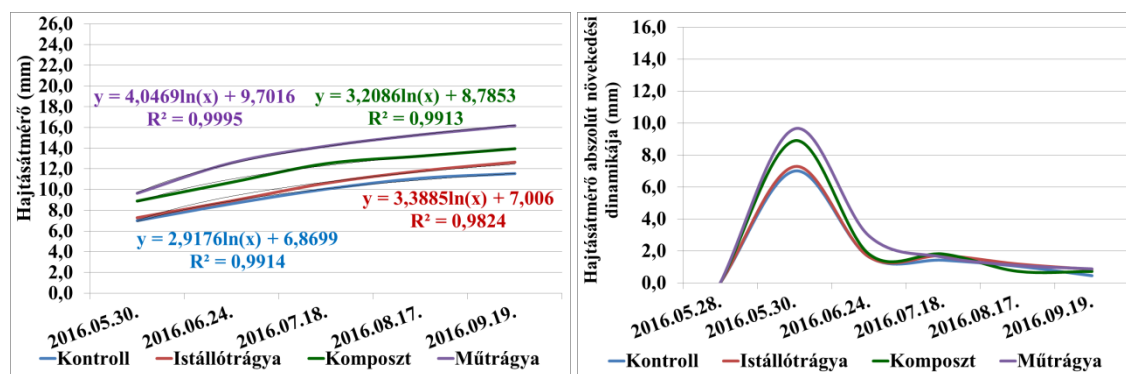 Hajtásátmérő (mm)
26,0
24,0
22,0
20,0
18,0
16,0
14,0
12,0
10,0
8,0
6,0
4,0
2,0
0,0
y = 4,0469ln(x) + 9,7016
R² = 0,9995
y = 3,2086ln(x) + 8,7853
R² = 0,9913
y = 3,3885ln(x) + 7,006
R² = 0,9824
y = 2,9176ln(x) + 6,8699
R² = 0,9914
2016.05.30.
2016.06.24.
2016.07.18.
2016.08.17.
2016.09.19.
Kontroll
Istállótrágya
Komposzt
Műtrágya
Hajtásátmérő abszolút növekedési
dinamikája (mm)
16,0
14,0
12,0
10,0
8,0
6,0
4,0
2,0
0,0
2016.05.28.
2016.05.30.
2016.06.24.
2016.07.18.
2016.08.17.
2016.09.19.
Kontroll
Istállótrágya
Komposzt
Műtrágya